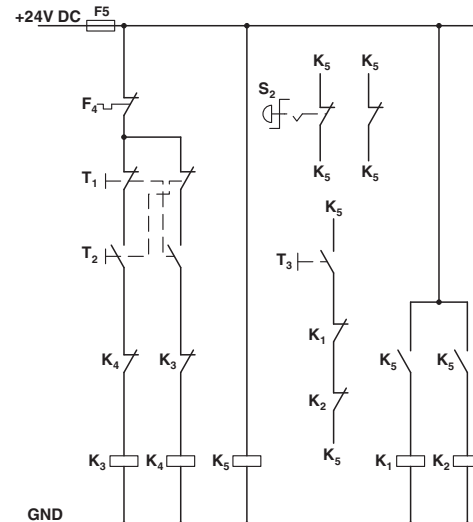 +24V DC F5
K5 K5
S2
F4
K5 K5
T1
K5
T2 T3
K1
K4 K3 K5 K5
K2
K5
K3 K4 K5 K1 K2
GND